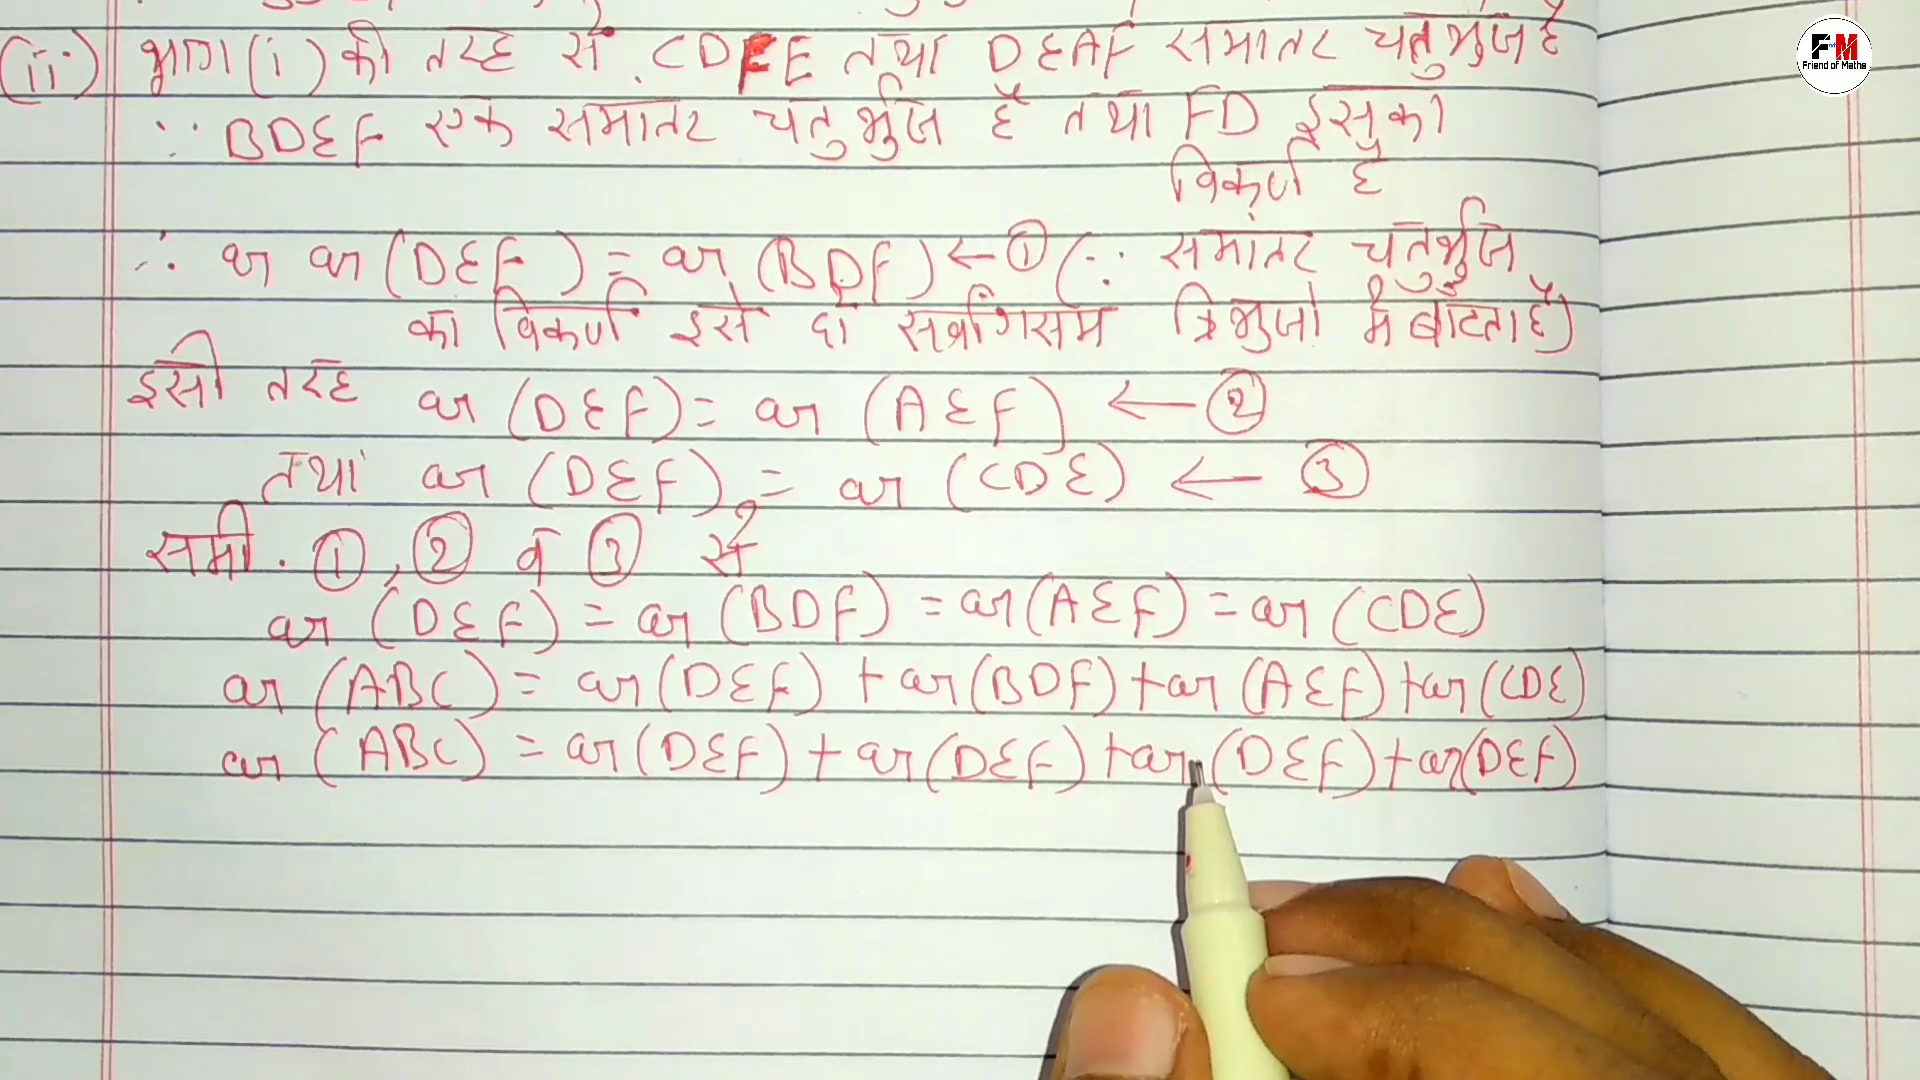 (ii) भाग (i) की तरह से CDFE तथा DEAF समातर चतुर्भुज है
∵ BDEF एक समांतर चतुर्भुज है तथा FD इसका
विकर्ण है
∴ ar ar (DEF) = ar (BDF) ← ① (∵ समांतर चतुर्भुज
का विकर्ण इसे दो सर्वांगसम त्रिभुजो में बांटता है)
इसी तरह ar (DEF) = ar (AEF) ← ②
तथा ar (DEF) = ar (CDE) ← ③
समी. ①, ② व ③ से
ar (DEF) = ar (BDF) = ar (AEF) = ar (CDE)
ar (ABC) = ar (DEF) + ar (BDF) + ar (AEF) + ar (CDE)
ar (ABC) = ar (DEF) + ar (DEF) + ar (DEF) + ar (DEF)
FM
Friend of Maths